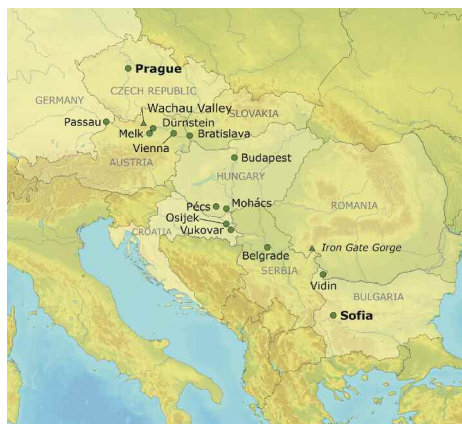 Prague
CZECH REPUBLIC
GERMANY
Wachau Valley
SLOVAKIA
Passau
Dürnstein
Melk
Bratislava
Vienna
AUSTRIA
Budapest
HUNGARY
Pécs
Mohács
ROMANIA
Osijek
CROATIA
Vukovar
Iron Gate Gorge
Belgrade
SERBIA
Vidin
BULGARIA
Sofia